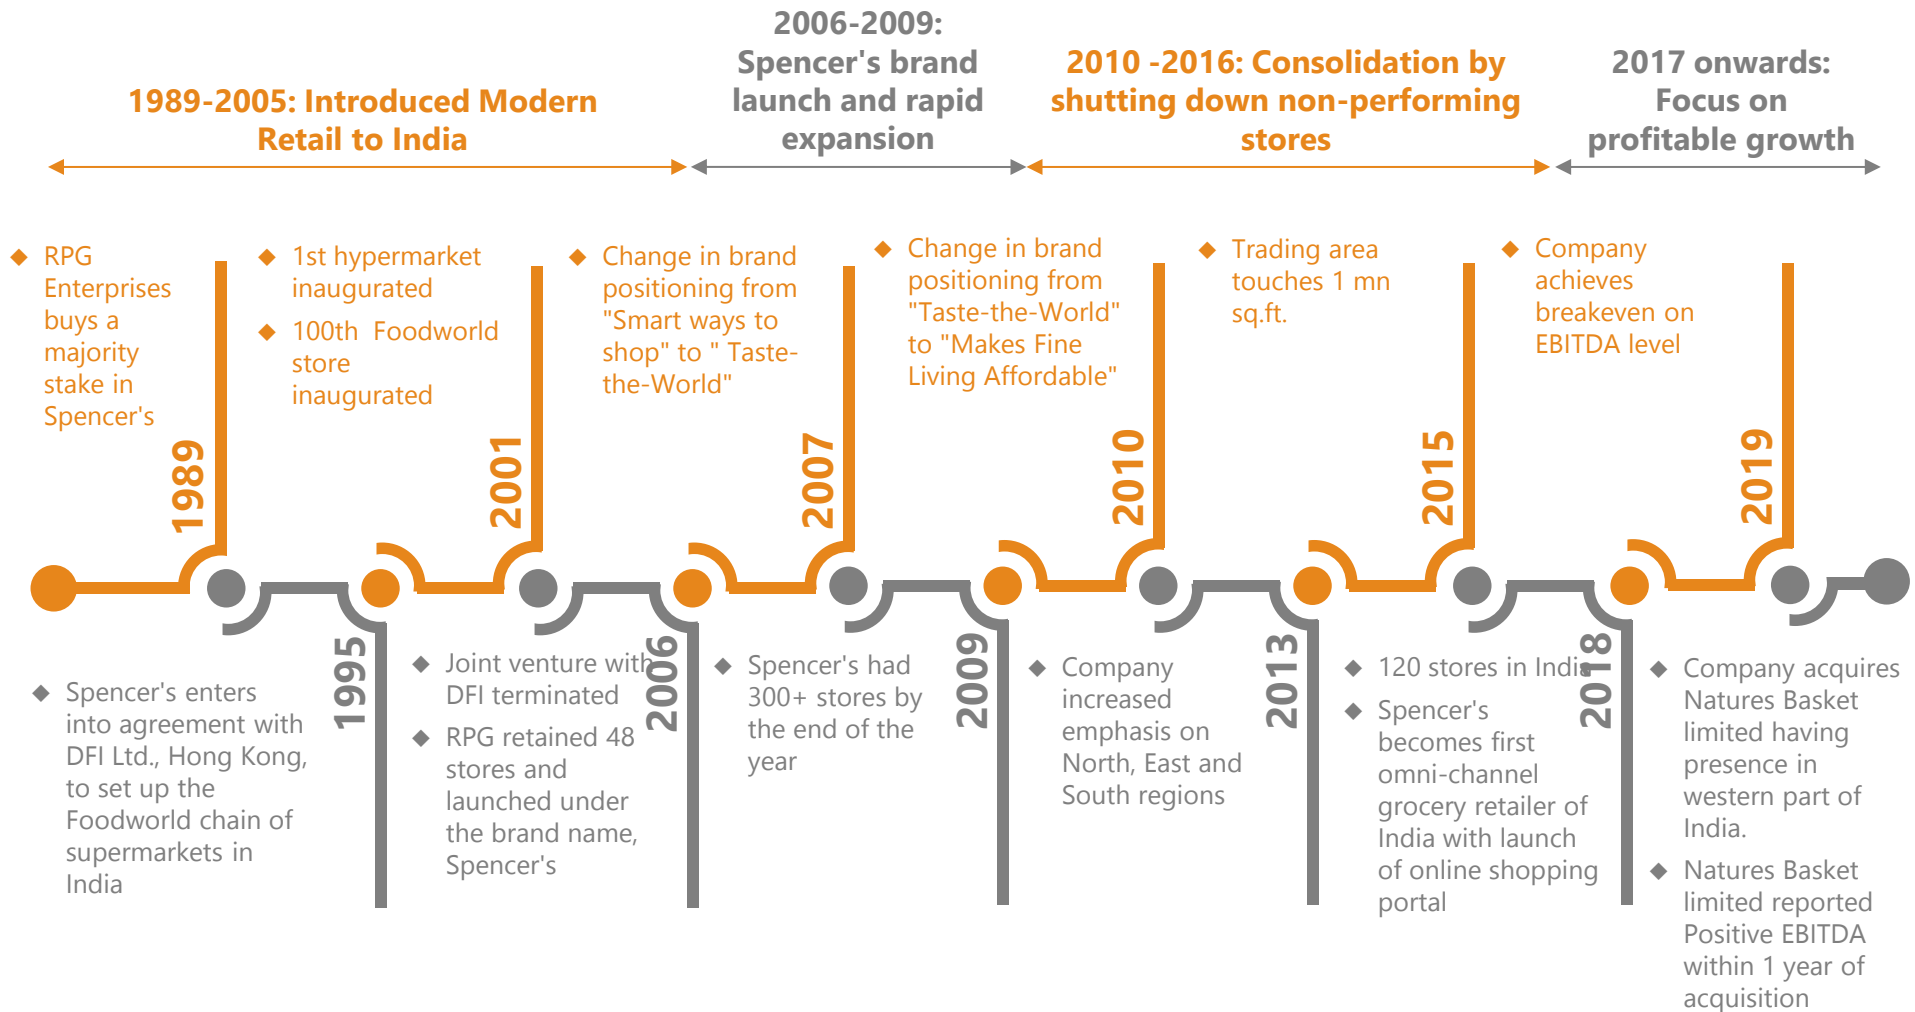 1989-2005: Introduced Modern
Retail to India
2006-2009:
Spencer's brand
launch and rapid
expansion
2010 -2016: Consolidation by
shutting down non-performing
stores
2017 onwards:
Focus on
profitable growth
RPG
Enterprises
buys a
majority
stake in
Spencer's
1989
1st hypermarket
inaugurated
100th Foodworld
store
inaugurated
2001
Change in brand
positioning from
"Smart ways to
shop" to " Taste-
the-World"
2007
Change in brand
positioning from
"Taste-the-World"
to "Makes Fine
Living Affordable"
2010
Trading area
touches 1 mn
sq.ft.
2015
Company
achieves
breakeven on
EBITDA level
2019
Spencer's enters
into agreement with
DFI Ltd., Hong Kong,
to set up the
Foodworld chain of
supermarkets in
India
1995
Joint venture with
DFI terminated
RPG retained 48
stores and
launched under
the brand name,
Spencer's
2006
Spencer's had
300+ stores by
the end of the
year
2009
Company
increased
emphasis on
North, East and
South regions
2013
120 stores in India
Spencer's
becomes first
omni-channel
grocery retailer of
India with launch
of online shopping
portal
2018
Company acquires
Natures Basket
limited having
presence in
western part of
India.
Natures Basket
limited reported
Positive EBITDA
within 1 year of
acquisition